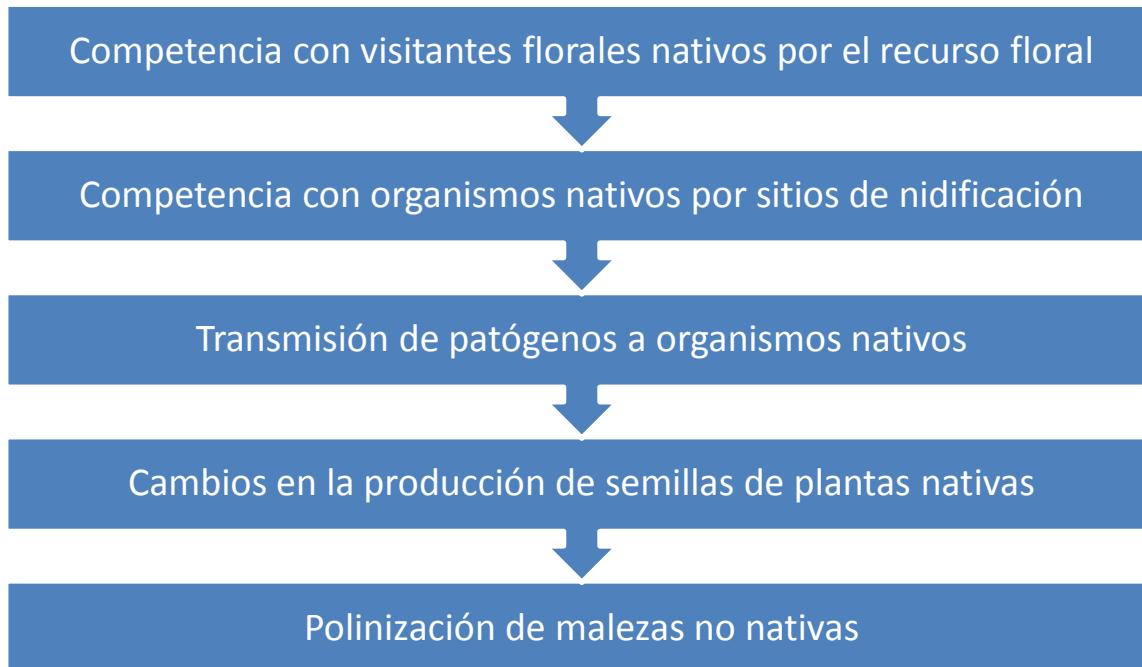 Competencia con visitantes florales nativos por el recurso floral
Competencia con organismos nativos por sitios de nidificación
Transmisión de patógenos a organismos nativos
Cambios en la producción de semillas de plantas nativas
Polinización de malezas no nativas